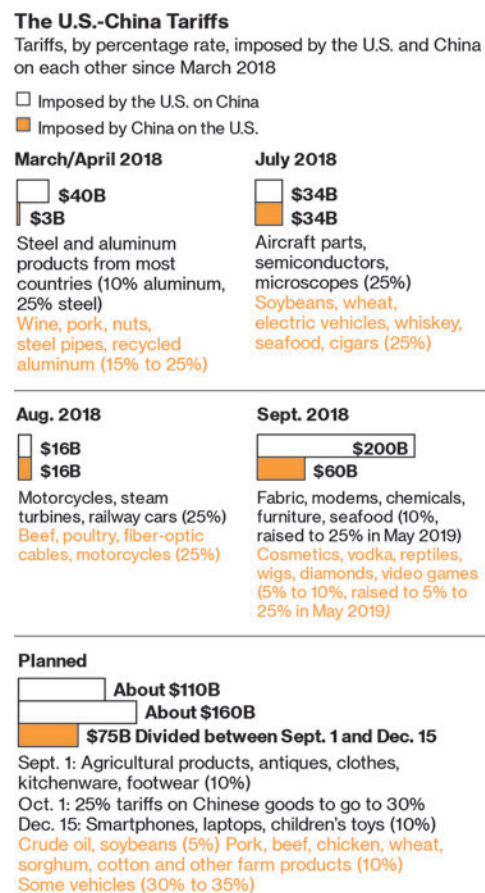 The U.S.-China Tariffs
Tariffs, by percentage rate, imposed by the U.S. and China
on each other since March 2018
Imposed by the U.S. on China
Imposed by China on the U.S.
March/April 2018
$40B
$3B
Steel and aluminum
products from most
countries (10% aluminum,
25% steel)
Wine, pork, nuts,
steel pipes, recycled
aluminum (15% to 25%)
July 2018
$34B
$34B
Aircraft parts,
semiconductors,
microscopes (25%)
Soybeans, wheat,
electric vehicles, whiskey,
seafood, cigars (25%)
Aug. 2018
$16B
$16B
Motorcycles, steam
turbines, railway cars (25%)
Beef, poultry, fiber-optic
cables, motorcycles (25%)
Sept. 2018
$200B
$60B
Fabric, modems, chemicals,
furniture, seafood (10%,
raised to 25% in May 2019)
Cosmetics, vodka, reptiles,
wigs, diamonds, video games
(5% to 10%, raised to 5% to
25% in May 2019)
Planned
About $110B
About $160B
$75B Divided between Sept. 1 and Dec. 15
Sept. 1: Agricultural products, antiques, clothes,
kitchenware, footwear (10%)
Oct. 1: 25% tariffs on Chinese goods to go to 30%
Dec. 15: Smartphones, laptops, children's toys (10%)
Crude oil, soybeans (5%) Pork, beef, chicken, wheat,
sorghum, cotton and other farm products (10%)
Some vehicles (30% to 35%)